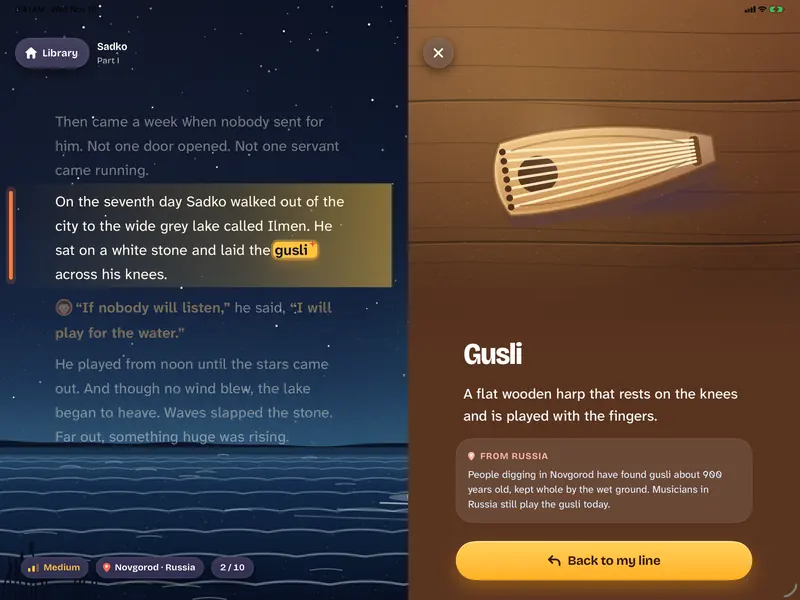 Library
Sadko
Part I
Then came a week when nobody sent for
him. Not one door opened. Not one servant
came running.
On the seventh day Sadko walked out of the
city to the wide grey lake called Ilmen. He
sat on a white stone and laid the gusli
across his knees.
“If nobody will listen,” he said, “I will
play for the water.”
He played from noon until the stars came
out. And though no wind blew, the lake
began to heave. Waves slapped the stone.
Far out, something huge was rising.
Medium
Novgorod · Russia
2 / 10
Gusli
A flat wooden harp that rests on the knees
and is played with the fingers.
FROM RUSSIA
People digging in Novgorod have found gusli about 900
years old, kept whole by the wet ground. Musicians in
Russia still play the gusli today.
Back to my line